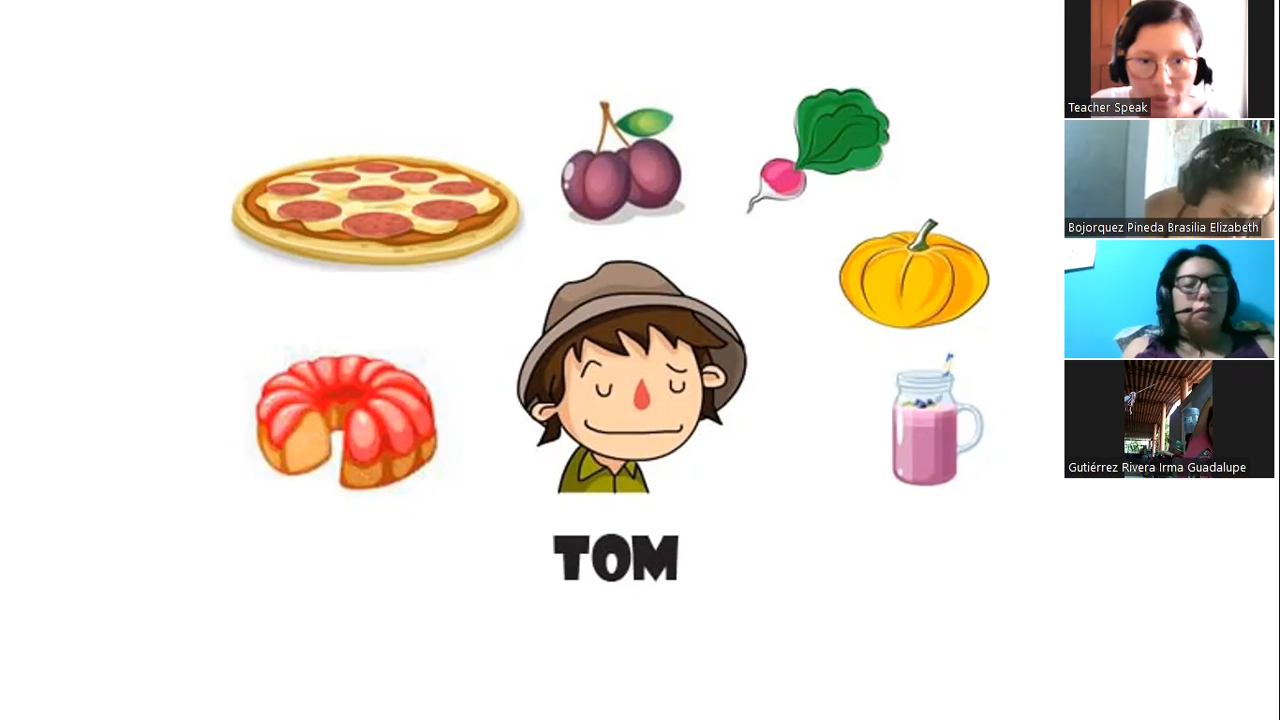 TOM
Teacher Speak
Bojorquez Pineda Brasilia Elizabeth
Gutiérrez Rivera Irma Guadalupe